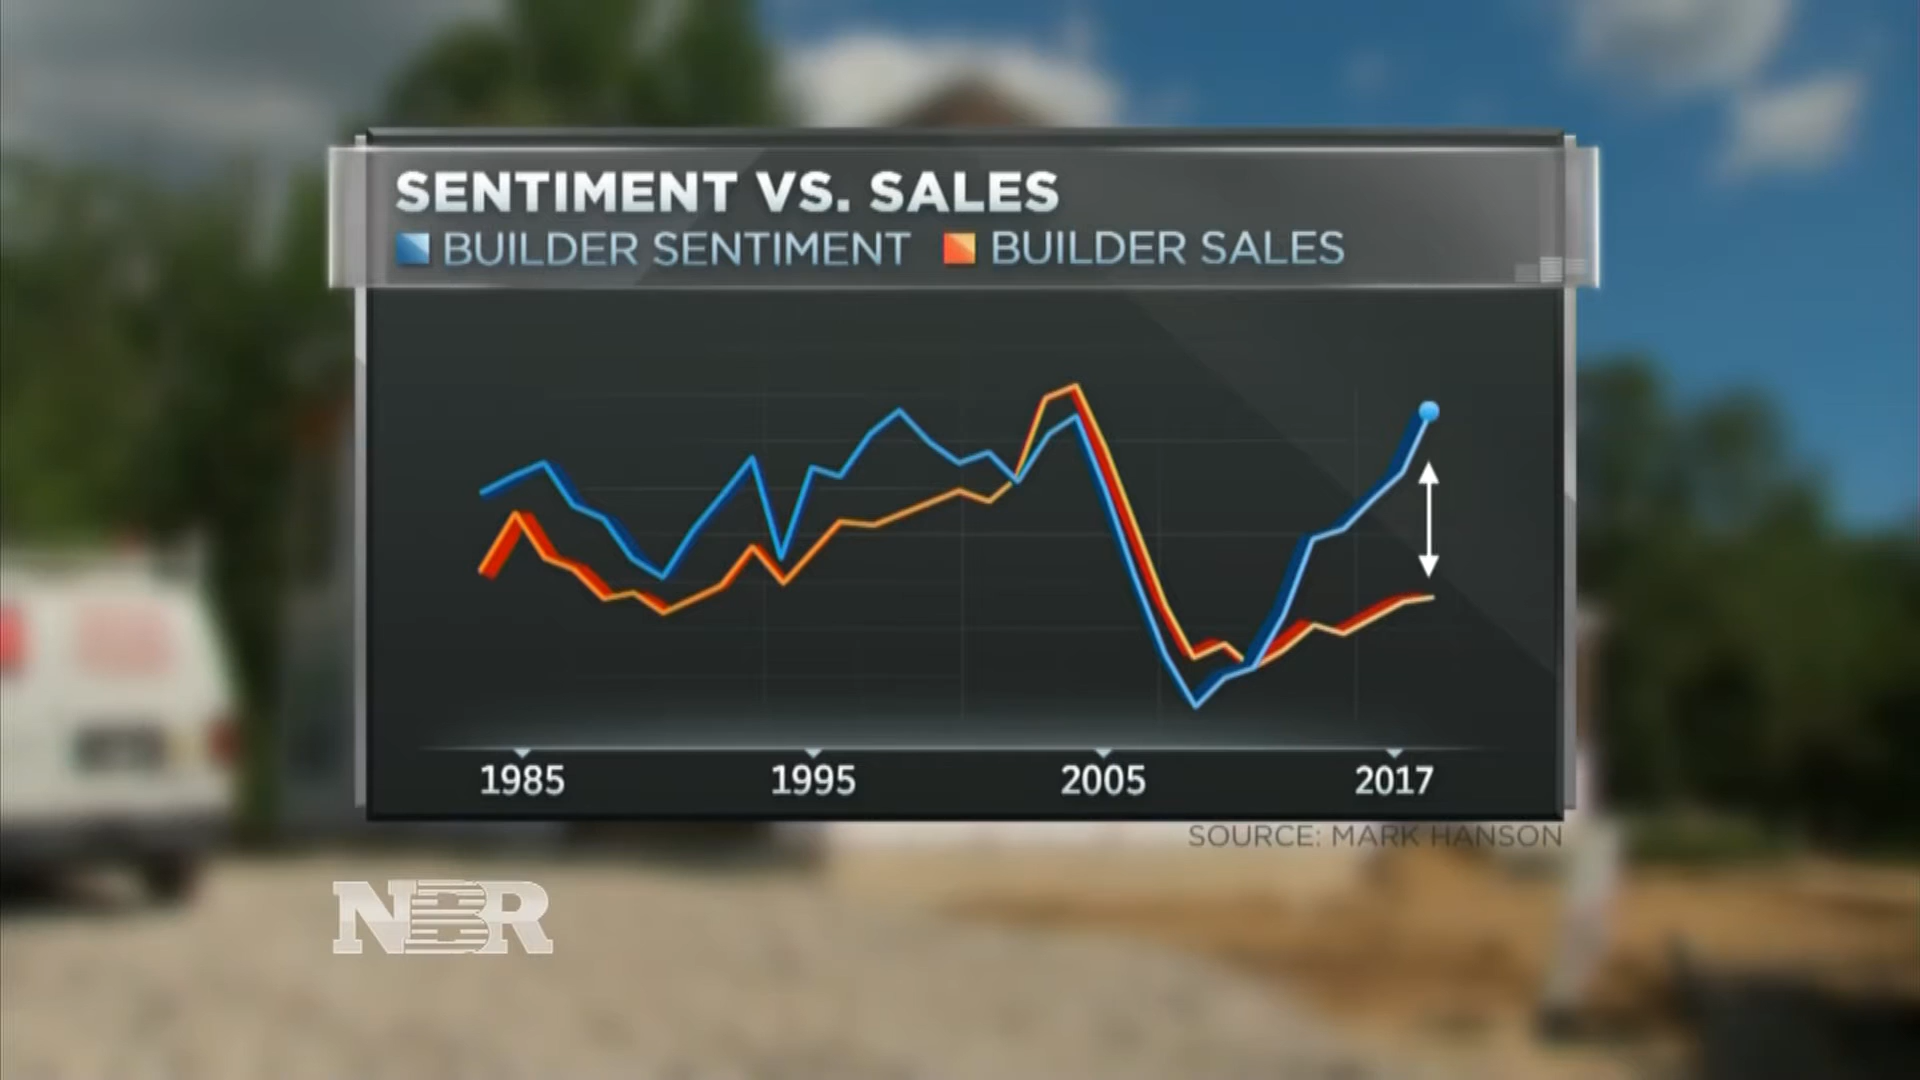 SENTIMENT VS. SALES
BUILDER SENTIMENT BUILDER SALES
1985 1995 2005 2017
SOURCE: MARK HANSON
NBR